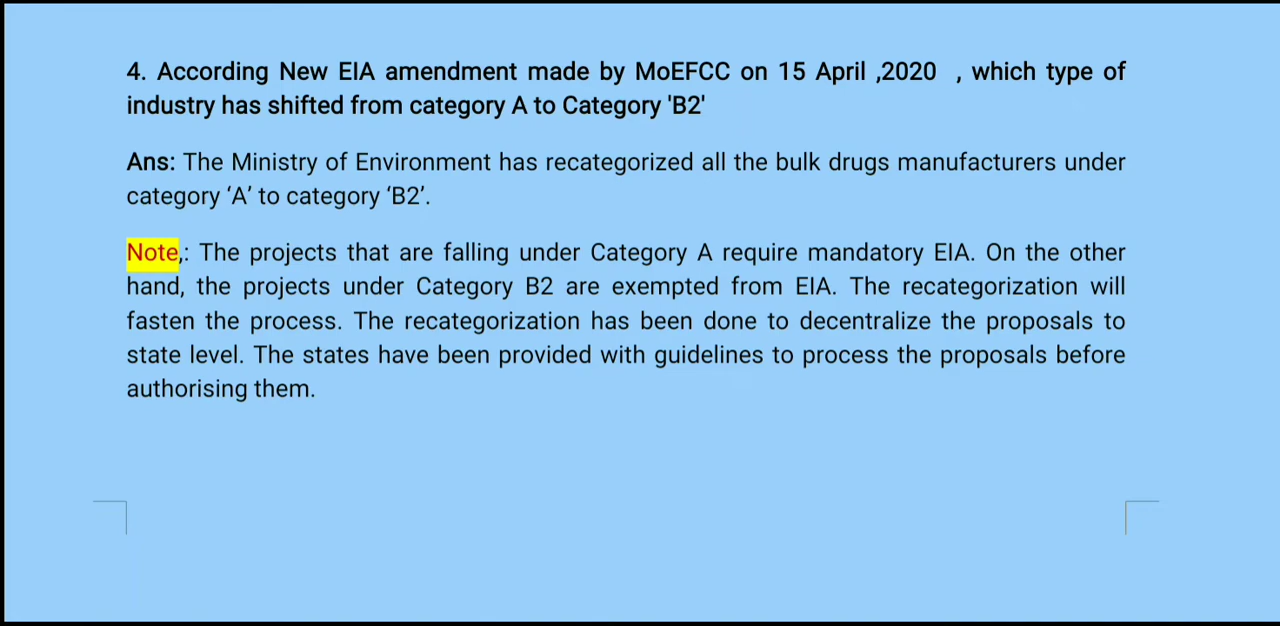 4. According New EIA amendment made by MoEFCC on 15 April ,2020 , which type of
industry has shifted from category A to Category 'B2'
Ans: The Ministry of Environment has recategorized all the bulk drugs manufacturers under
category ‘A’ to category ‘B2’.
Note,: The projects that are falling under Category A require mandatory EIA. On the other
hand, the projects under Category B2 are exempted from EIA. The recategorization will
fasten the process. The recategorization has been done to decentralize the proposals to
state level. The states have been provided with guidelines to process the proposals before
authorising them.